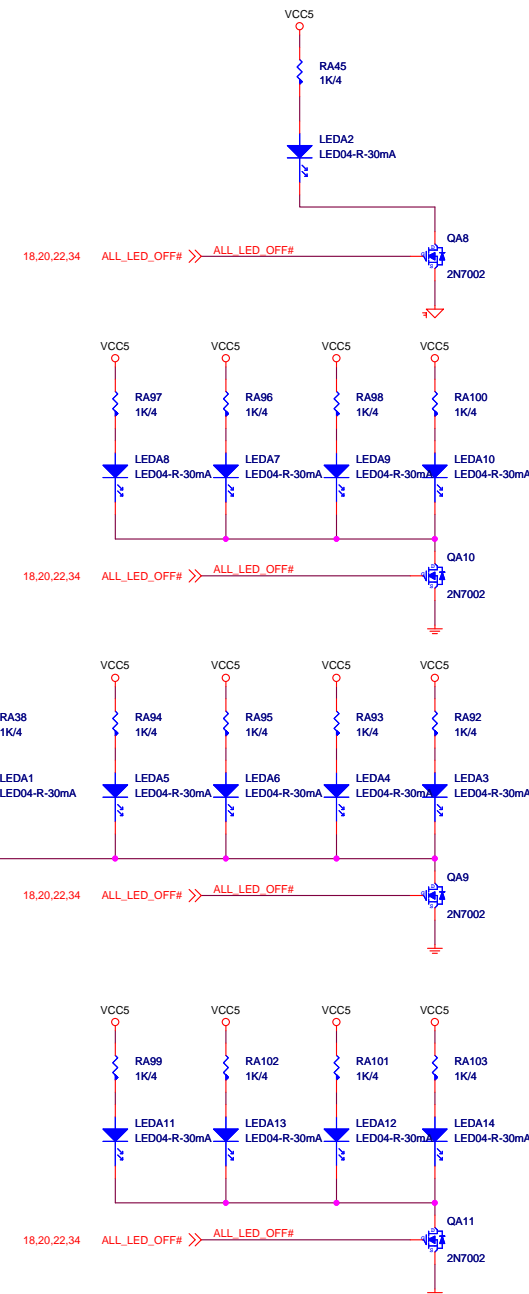 VCC5
RA45
1K/4
LEDA2
LED04-R-30mA
QA8
18,20,22,34 ALL_LED_OFF# ALL_LED_OFF#
2N7002
VCC5 VCC5 VCC5 VCC5
RA97 RA96 RA98 RA100
1K/4 1K/4 1K/4 1K/4
LEDA8 LEDA7 LEDA9 LEDA10
LED04-R-30mA LED04-R-30mA LED04-R-30mA LED04-R-30mA
QA10
18,20,22,34 ALL_LED_OFF# ALL_LED_OFF#
2N7002
VCC5 VCC5 VCC5 VCC5
RA38 RA94 RA95 RA93 RA92
1K/4 1K/4 1K/4 1K/4 1K/4
LEDA1 LEDA5 LEDA6 LEDA4 LEDA3
LED04-R-30mA LED04-R-30mA LED04-R-30mA LED04-R-30mA LED04-R-30mA
QA9
18,20,22,34 ALL_LED_OFF# ALL_LED_OFF#
2N7002
VCC5 VCC5 VCC5 VCC5
RA99 RA102 RA101 RA103
1K/4 1K/4 1K/4 1K/4
LEDA11 LEDA13 LEDA12 LEDA14
LED04-R-30mA LED04-R-30mA LED04-R-30mA LED04-R-30mA
QA11
18,20,22,34 ALL_LED_OFF# ALL_LED_OFF#
2N7002